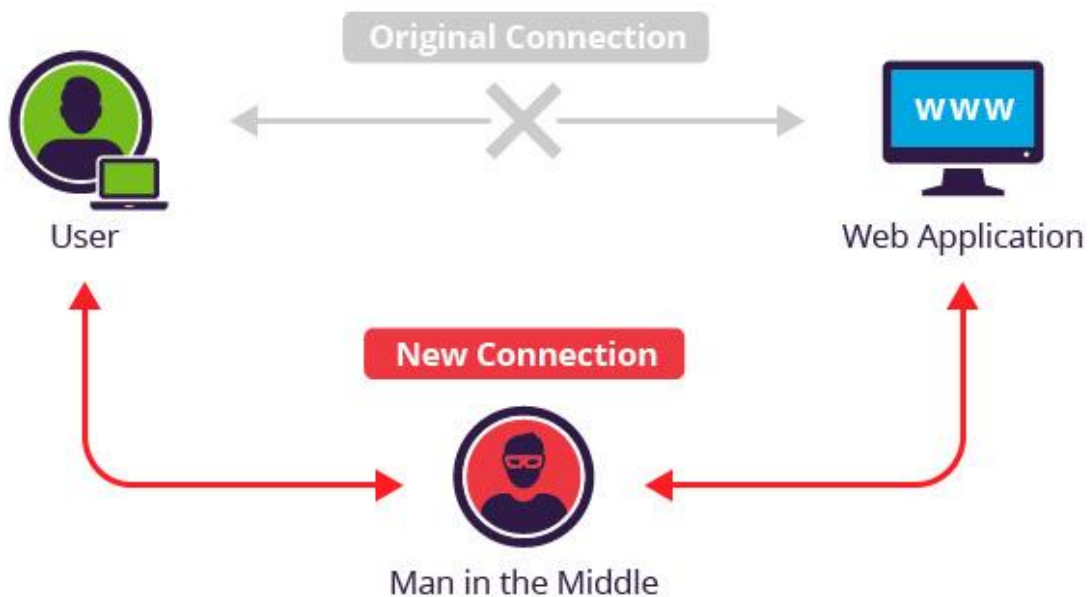 Original Connection
www
User
Web Application
New Connection
Man in the Middle